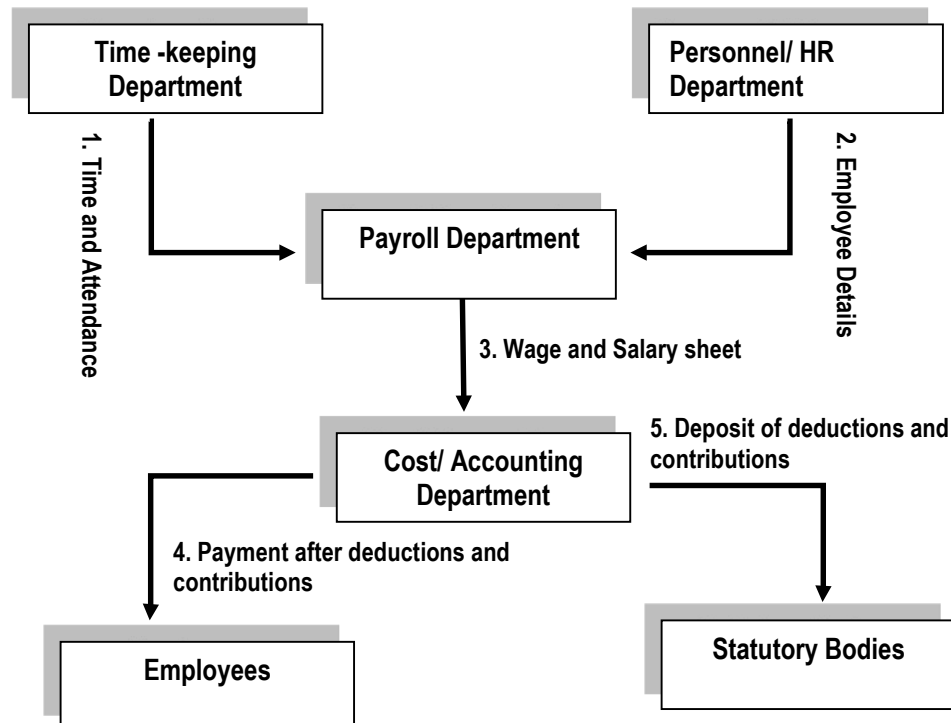 Time -keeping
Department
Personnel/ HR
Department
1. Time and Attendance
2. Employee Details
Payroll Department
3. Wage and Salary sheet
Cost/ Accounting
Department
5. Deposit of deductions and
contributions
4. Payment after deductions and
contributions
Employees
Statutory Bodies